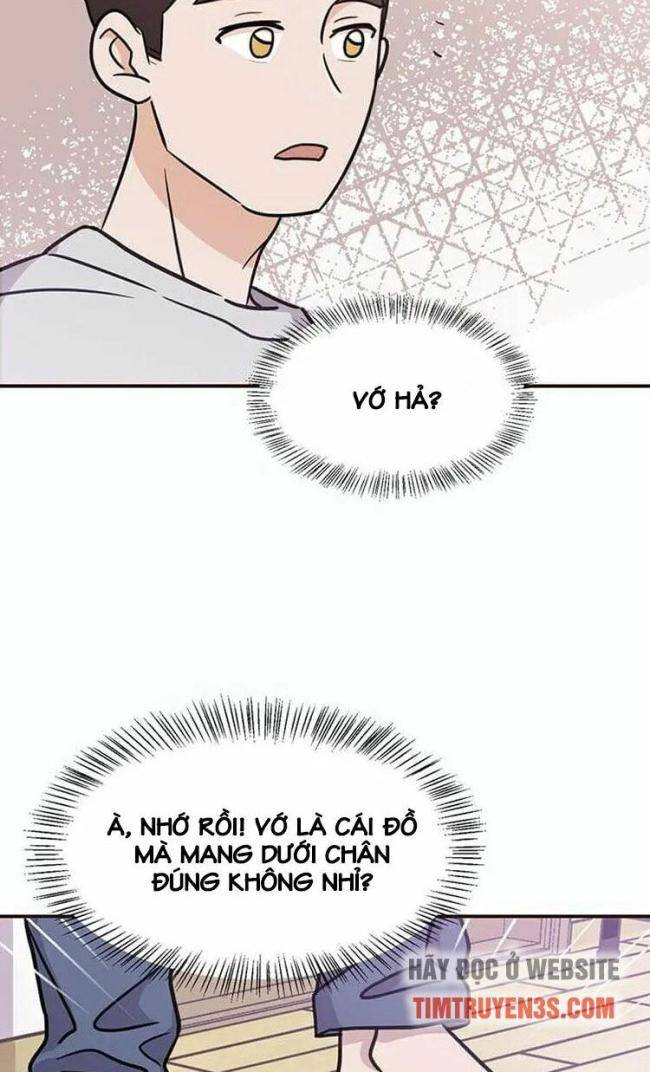 VỚ HẢ?
À, NHỚ RỒI! VỚ LÀ CÁI ĐỒ
MÀ MANG DƯỚI CHÂN
ĐÚNG KHÔNG NHỈ?
HÃY ĐỌC Ở WEBSITE
TIMTRUYEN3S.COM